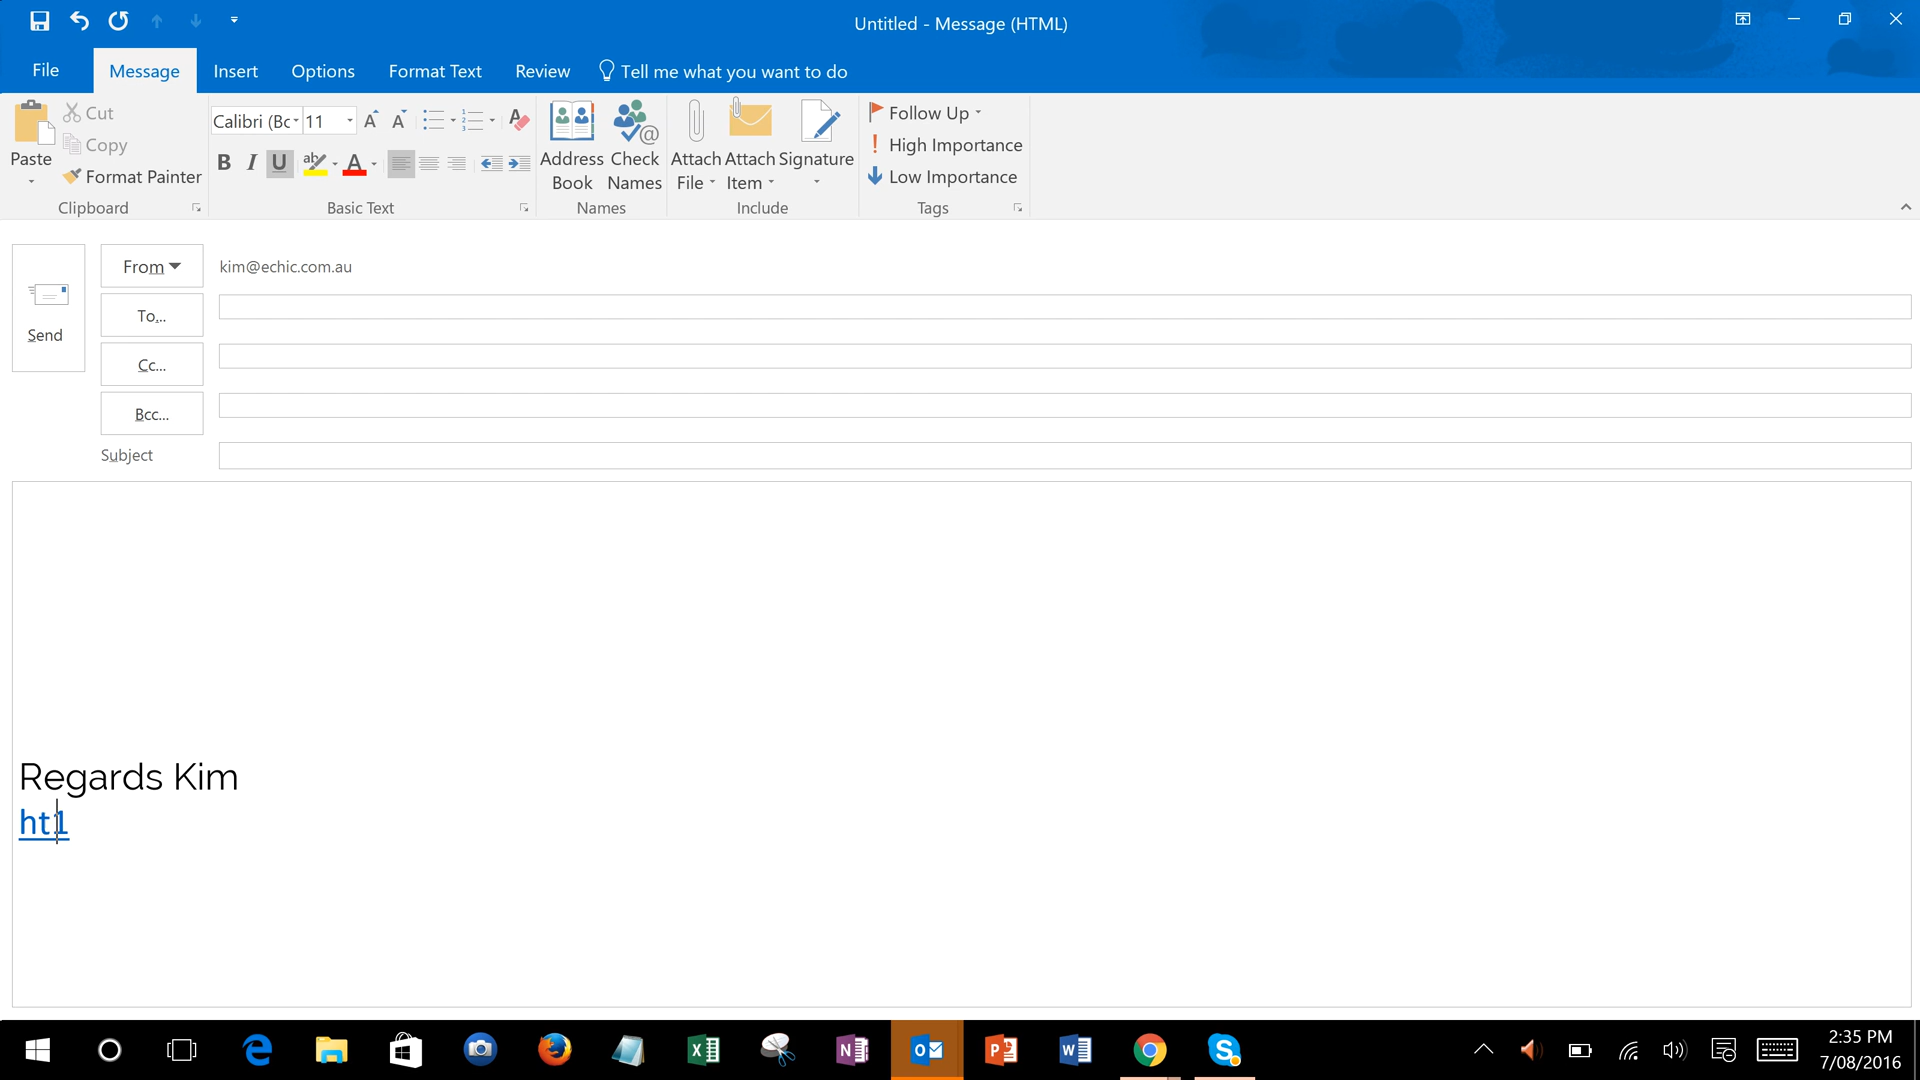 Untitled - Message (HTML)
File Message Insert Options Format Text Review Tell me what you want to do
Paste
Cut
Copy
Format Painter
Clipboard
Calibri (Bc 11
B I U ab A
Basic Text
Address Book
Check Names
Names
Attach File
Attach Item
Signature
Include
Follow Up
High Importance
Low Importance
Tags
Send
From kim@echic.com.au
To...
Cc...
Bcc...
Subject
Regards Kim
ht1
2:35 PM
7/08/2016